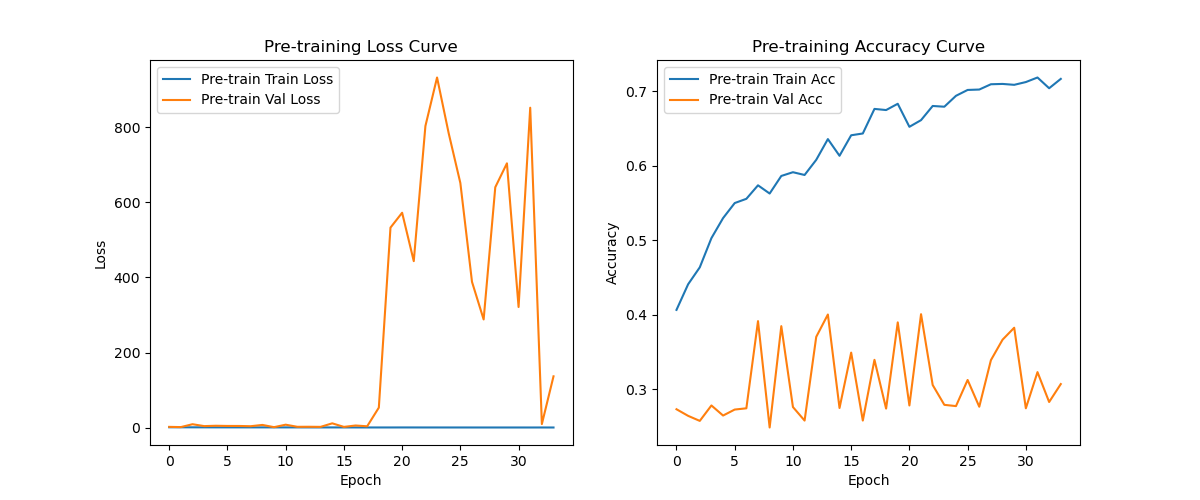 Pre-training Loss Curve
Pre-train Train Loss
Pre-train Val Loss
800
600
400
200
0
Loss
0 5 10 15 20 25 30
Epoch
Pre-training Accuracy Curve
Pre-train Train Acc
Pre-train Val Acc
0.7
0.6
0.5
0.4
0.3
Accuracy
0 5 10 15 20 25 30
Epoch